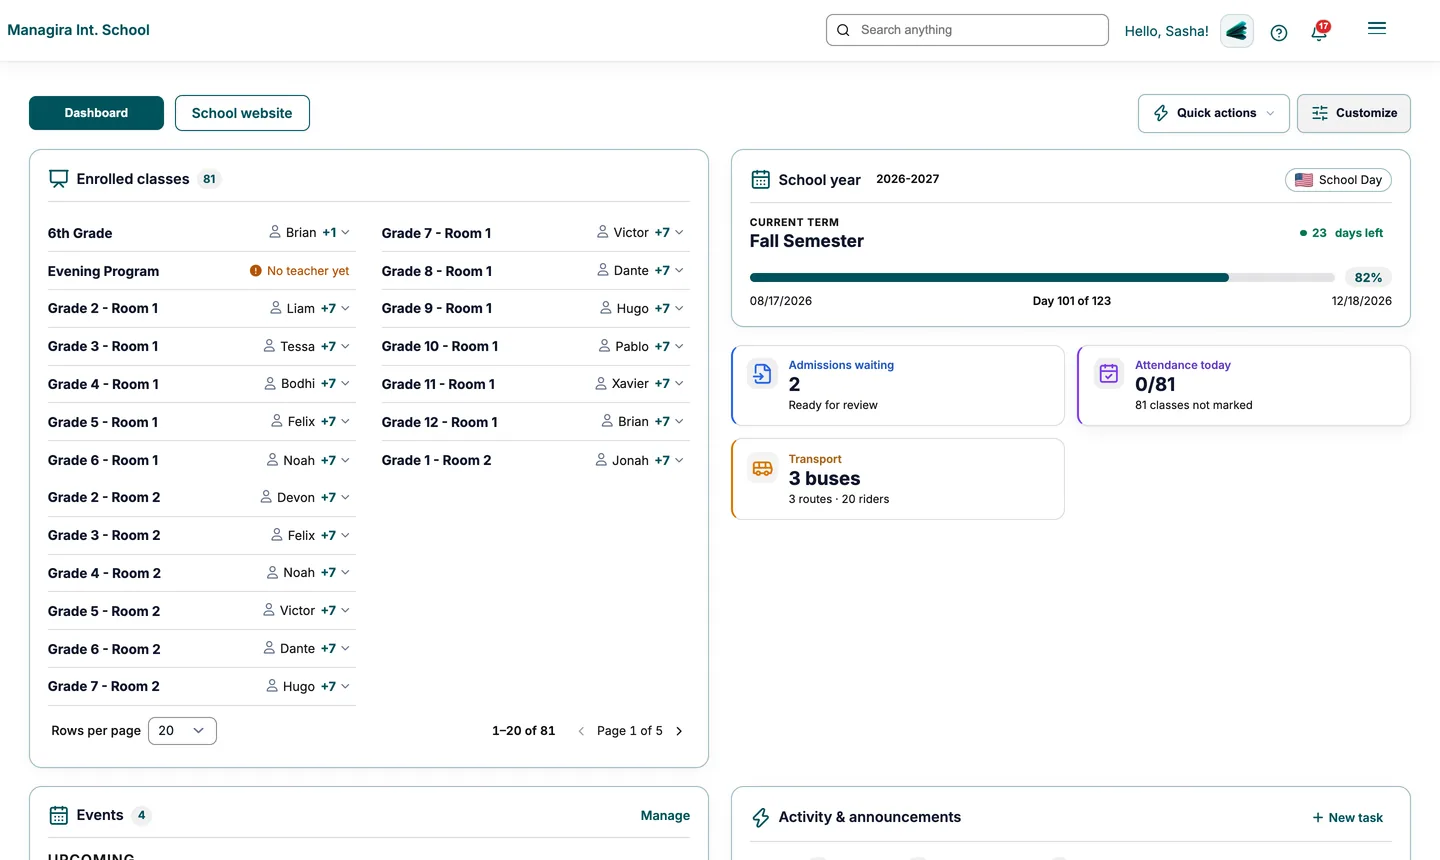 Managira Int. School
Search anything
Hello, Sasha!
17
Dashboard
School website
Quick actions
Customize
Enrolled classes 81
6th Grade Brian +1
Evening Program No teacher yet
Grade 2 - Room 1 Liam +7
Grade 3 - Room 1 Tessa +7
Grade 4 - Room 1 Bodhi +7
Grade 5 - Room 1 Felix +7
Grade 6 - Room 1 Noah +7
Grade 2 - Room 2 Devon +7
Grade 3 - Room 2 Felix +7
Grade 4 - Room 2 Noah +7
Grade 5 - Room 2 Victor +7
Grade 6 - Room 2 Dante +7
Grade 7 - Room 2 Hugo +7
Grade 7 - Room 1 Victor +7
Grade 8 - Room 1 Dante +7
Grade 9 - Room 1 Hugo +7
Grade 10 - Room 1 Pablo +7
Grade 11 - Room 1 Xavier +7
Grade 12 - Room 1 Brian +7
Grade 1 - Room 2 Jonah +7
Rows per page 20
1–20 of 81
Page 1 of 5
School year 2026-2027
School Day
CURRENT TERM
Fall Semester
23 days left
82%
08/17/2026
Day 101 of 123
12/18/2026
Admissions waiting
2
Ready for review
Attendance today
0/81
81 classes not marked
Transport
3 buses
3 routes · 20 riders
Events 4
Manage
UPCOMING
Activity & announcements
+ New task